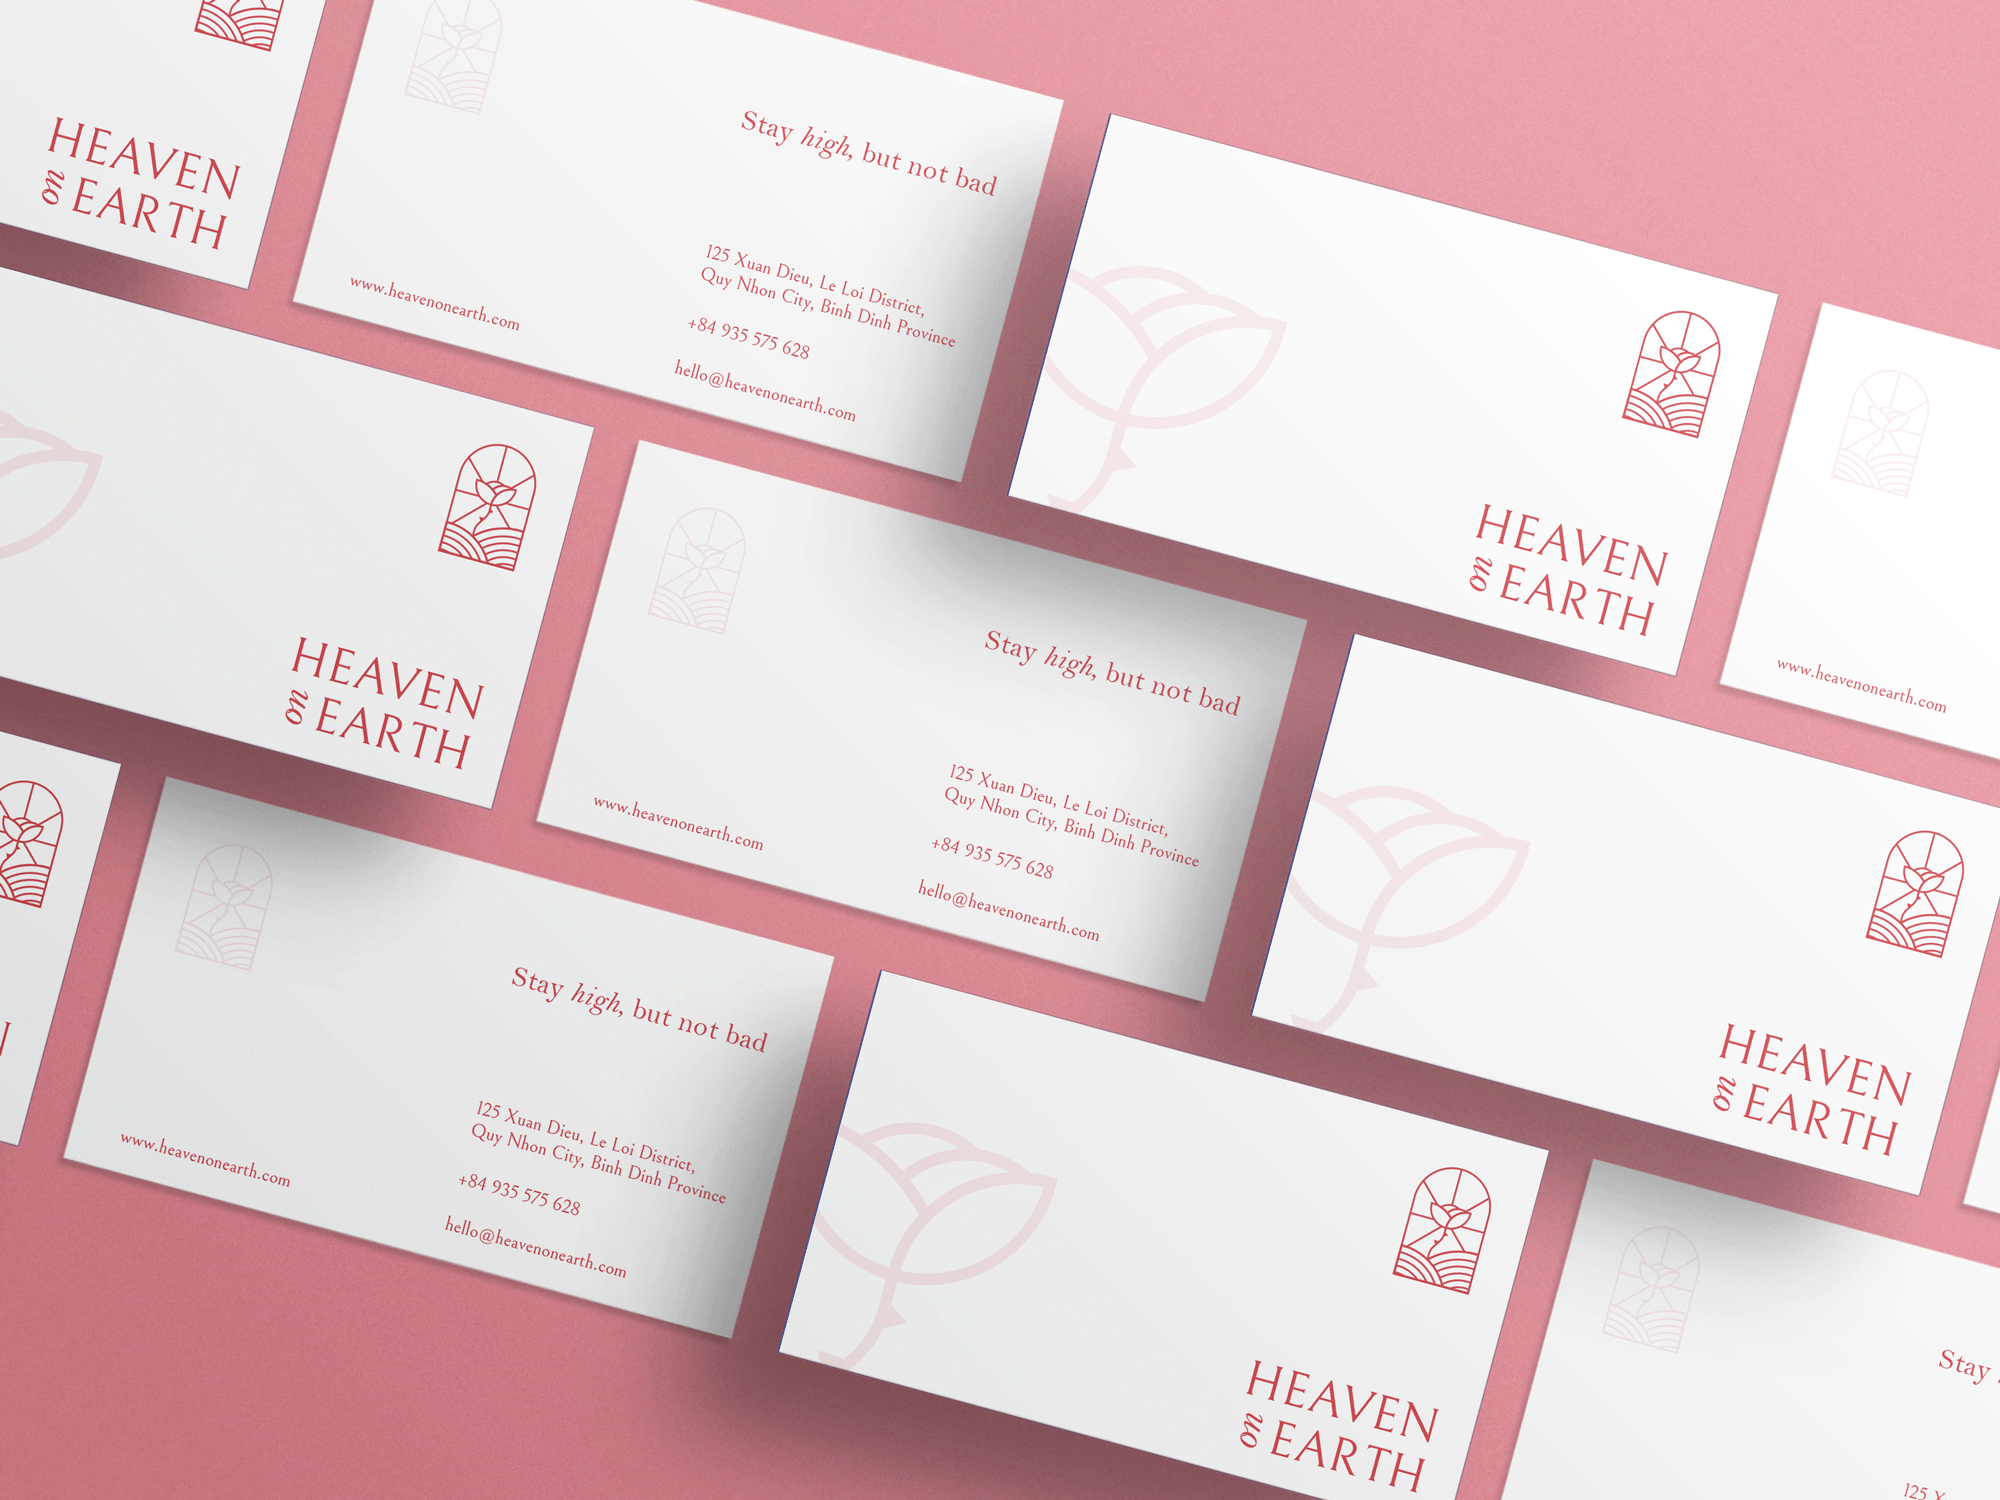 HEAVEN
on EARTH
Stay high, but not bad
125 Xuan Dieu, Le Loi District,
Quy Nhon City, Binh Dinh Province
+84 935 575 628
hello@heavenonearth.com
www.heavenonearth.com
HEAVEN
on EARTH
www.heavenonearth.com
HEAVEN
on EARTH
Stay high, but not bad
125 Xuan Dieu, Le Loi District,
Quy Nhon City, Binh Dinh Province
+84 935 575 628
hello@heavenonearth.com
www.heavenonearth.com
HEAVEN
on EARTH
Stay high, but not bad
125 Xuan Dieu, Le Loi District,
Quy Nhon City, Binh Dinh Province
+84 935 575 628
hello@heavenonearth.com
www.heavenonearth.com
HEAVEN
on EARTH
Stay
125